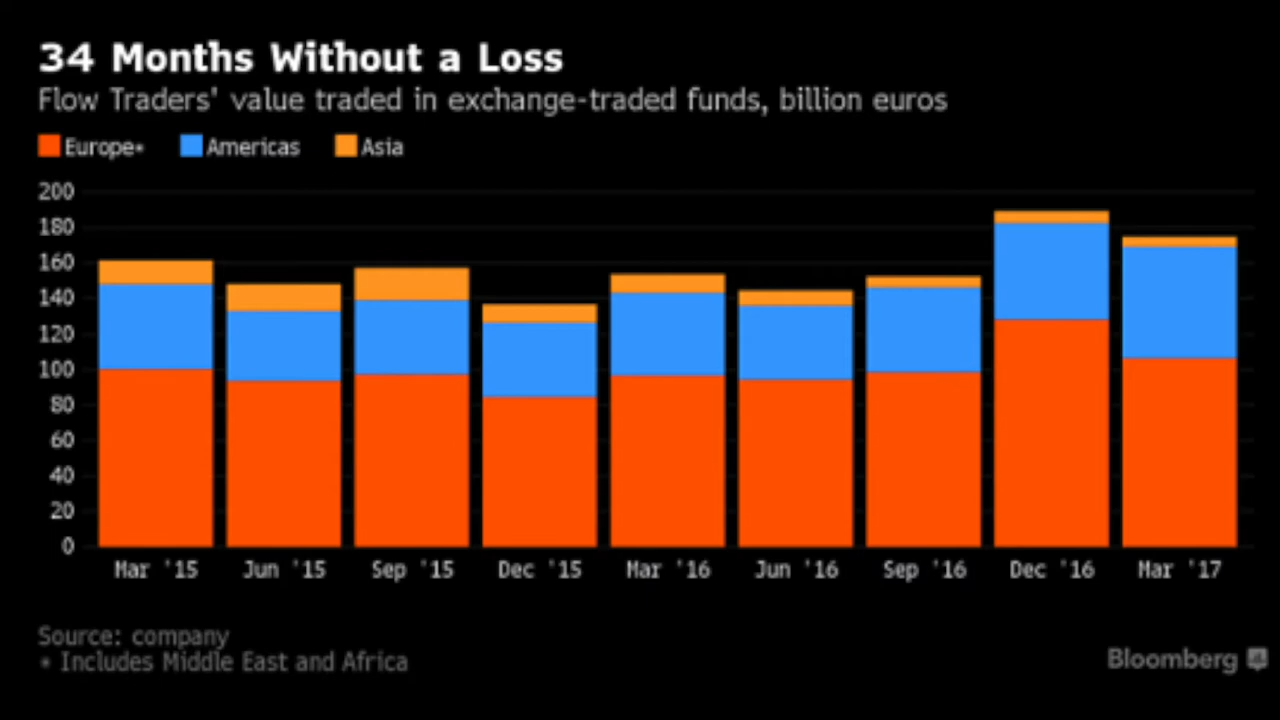 34 Months Without a Loss
Flow Traders' value traded in exchange-traded funds, billion euros
Europe* Americas Asia
200
180
160
140
120
100
80
60
40
20
0
Mar '15 Jun '15 Sep '15 Dec '15 Mar '16 Jun '16 Sep '16 Dec '16 Mar '17
Source: company
* Includes Middle East and Africa
Bloomberg